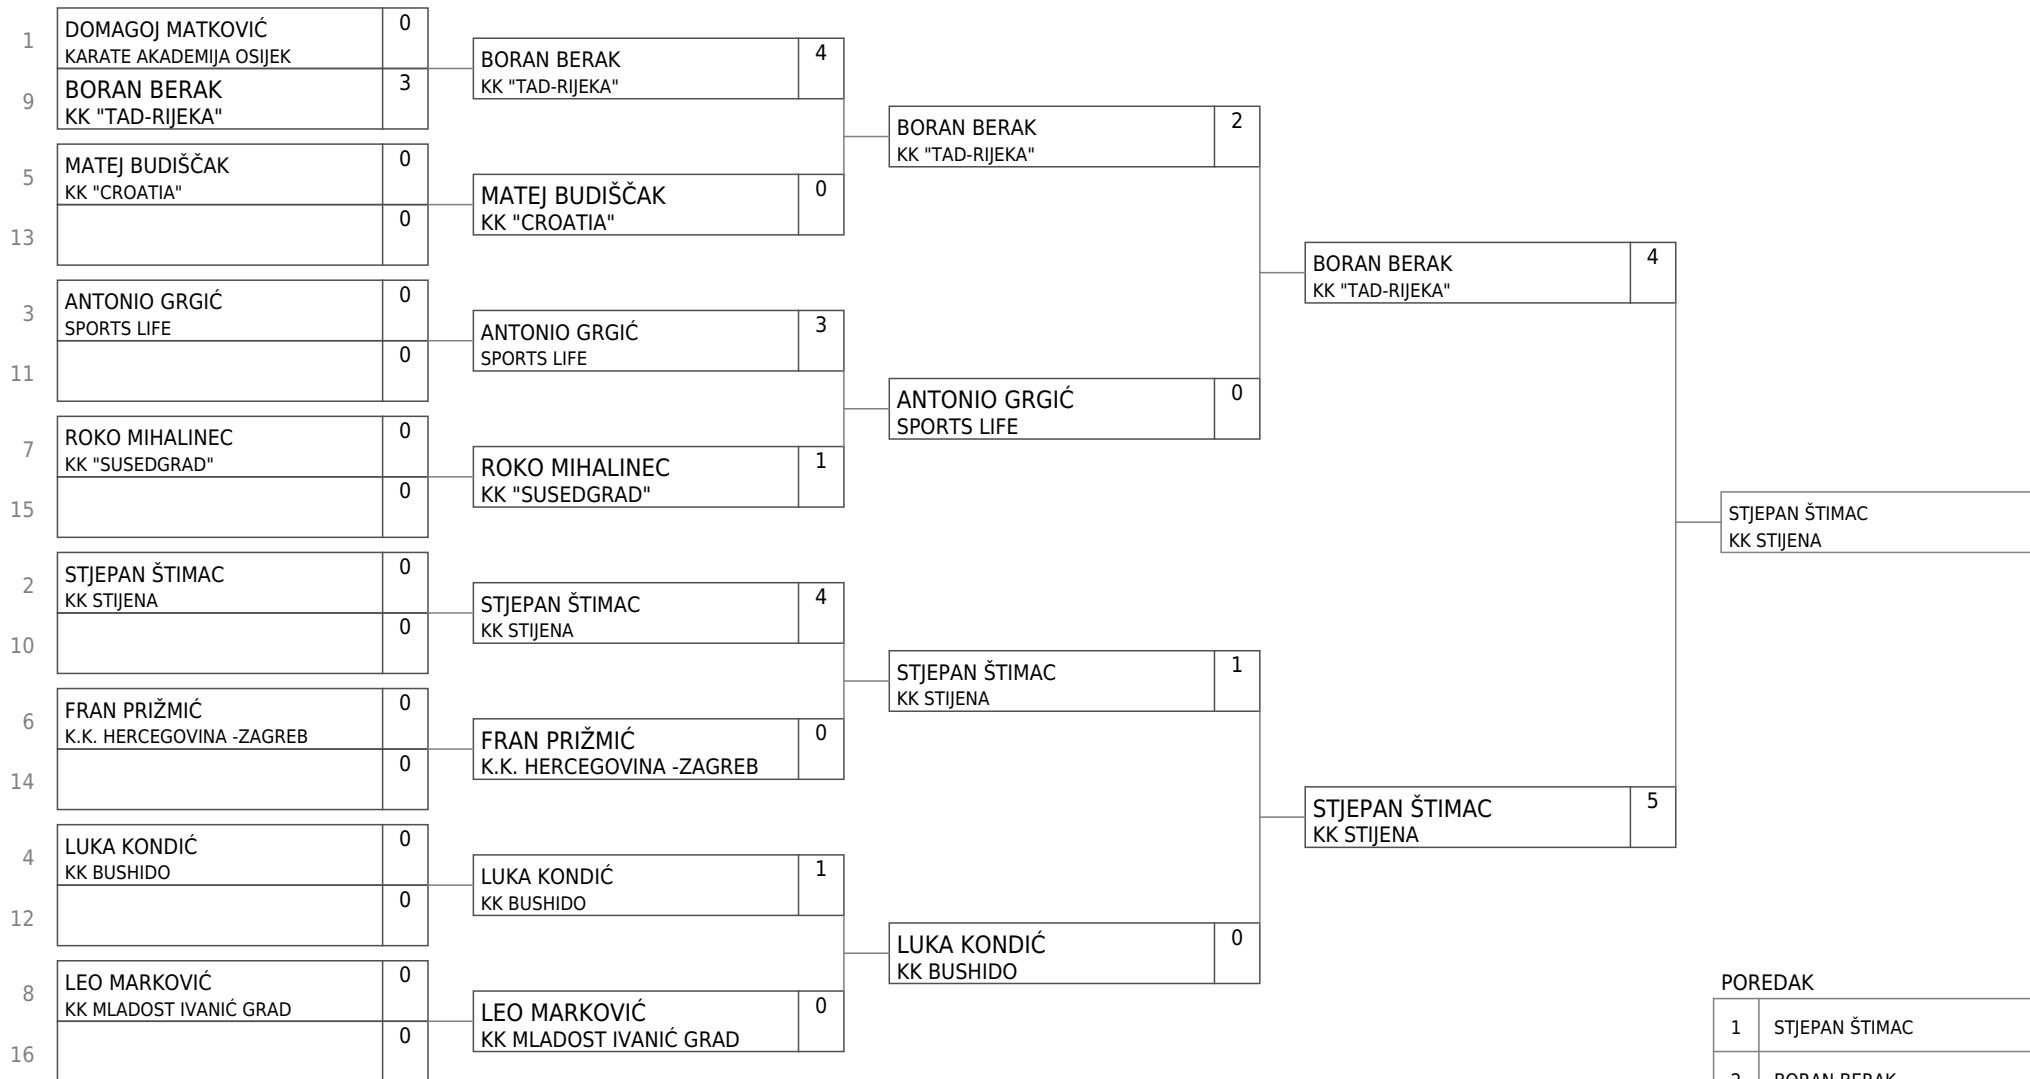 1
DOMAGOJ MATKOVIĆ
0
KARATE AKADEMIJA OSIJEK
9
BORAN BERAK
3
KK "TAD-RIJEKA"
5
MATEJ BUDIŠČAK
0
KK "CROATIA"
13
0
3
ANTONIO GRGIĆ
0
SPORTS LIFE
11
0
7
ROKO MIHALINEC
0
KK "SUSEDGRAD"
15
0
2
STJEPAN ŠTIMAC
0
KK STIJENA
10
0
6
FRAN PRIŽMIĆ
0
K.K. HERCEGOVINA -ZAGREB
14
0
4
LUKA KONDIĆ
0
KK BUSHIDO
12
0
8
LEO MARKOVIĆ
0
KK MLADOST IVANIĆ GRAD
16
0
BORAN BERAK
4
KK "TAD-RIJEKA"
MATEJ BUDIŠČAK
0
KK "CROATIA"
ANTONIO GRGIĆ
3
SPORTS LIFE
ROKO MIHALINEC
1
KK "SUSEDGRAD"
STJEPAN ŠTIMAC
4
KK STIJENA
FRAN PRIŽMIĆ
0
K.K. HERCEGOVINA -ZAGREB
LUKA KONDIĆ
1
KK BUSHIDO
LEO MARKOVIĆ
0
KK MLADOST IVANIĆ GRAD
BORAN BERAK
2
KK "TAD-RIJEKA"
ANTONIO GRGIĆ
0
SPORTS LIFE
STJEPAN ŠTIMAC
1
KK STIJENA
LUKA KONDIĆ
0
KK BUSHIDO
BORAN BERAK
4
KK "TAD-RIJEKA"
STJEPAN ŠTIMAC
5
KK STIJENA
STJEPAN ŠTIMAC
KK STIJENA
POREDAK
1 STJEPAN ŠTIMAC
2 BORAN BERAK